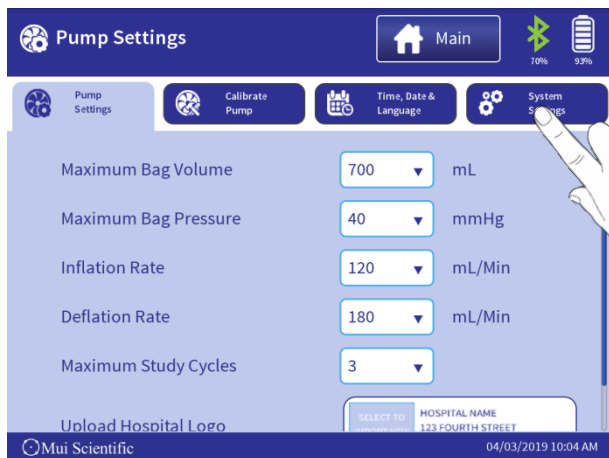 Pump Settings
Main
70%
93%
Pump
Settings
Calibrate
Pump
Time, Date &
Language
System
Maximum Bag Volume
700
mL
Maximum Bag Pressure
40
mmHg
Inflation Rate
120
mL/Min
Deflation Rate
180
mL/Min
Maximum Study Cycles
3
Upload Hospital Logo
SELECT TO
HOSPITAL NAME
123 FOURTH STREET
Mui Scientific
04/03/2019 10:04 AM